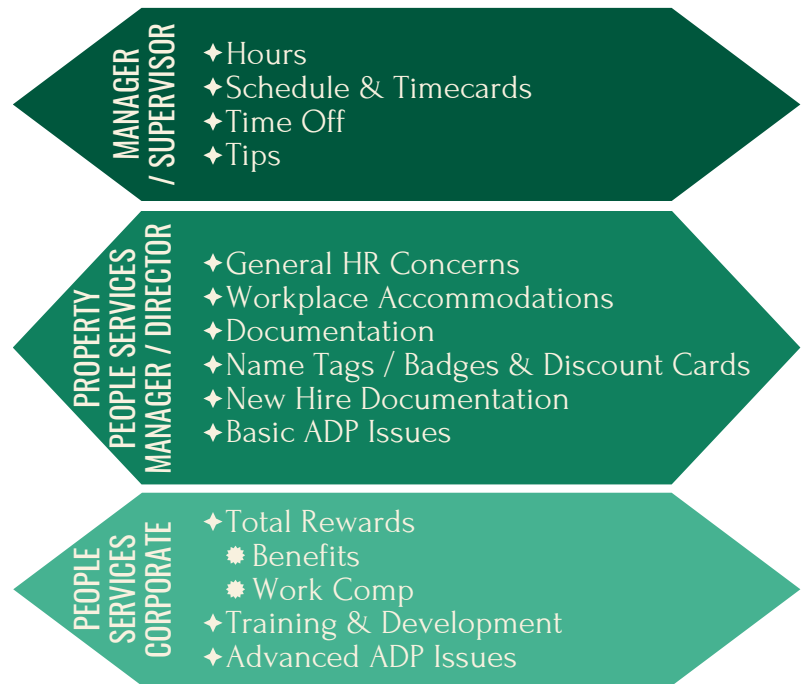 MANAGER
/ SUPERVISOR
Hours
Schedule & Timecards
Time Off
Tips
PROPERTY
PEOPLE SERVICES
MANAGER / DIRECTOR
General HR Concerns
Workplace Accommodations
Documentation
Name Tags / Badges & Discount Cards
New Hire Documentation
Basic ADP Issues
PEOPLE
SERVICES
CORPORATE
Total Rewards
Benefits
Work Comp
Training & Development
Advanced ADP Issues